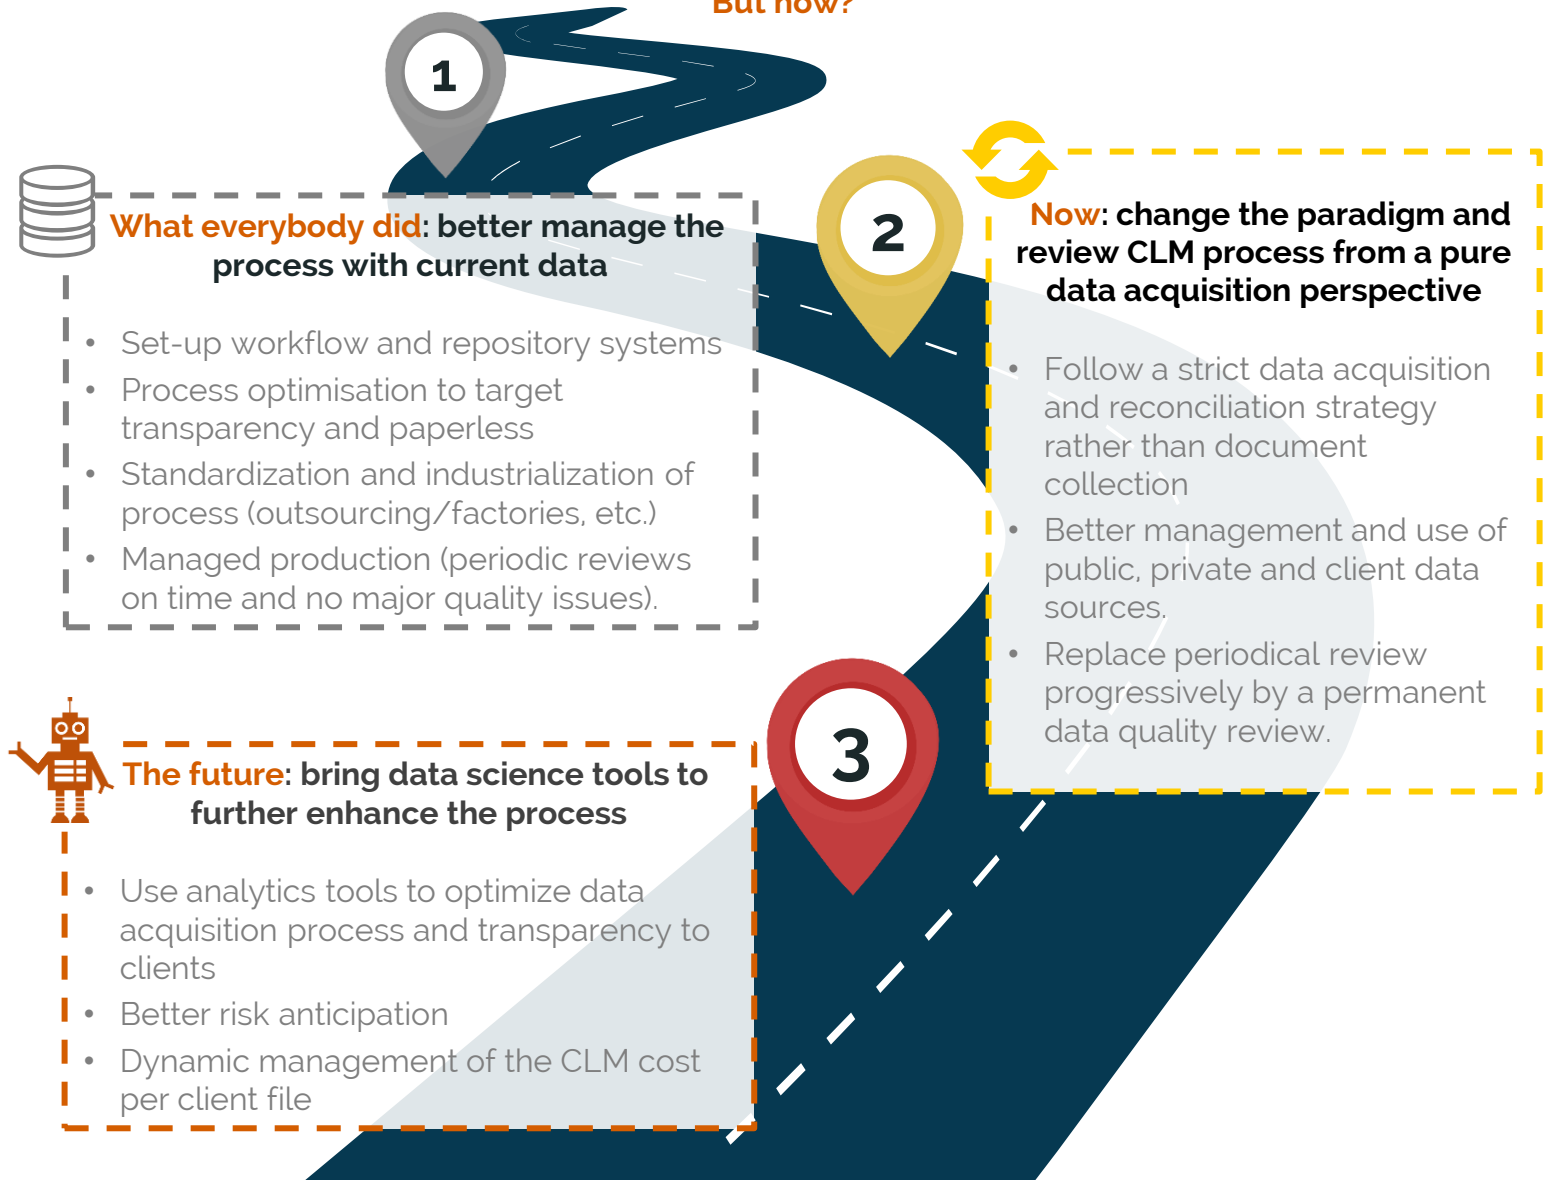 But how?
1
What everybody did: better manage the
process with current data
• Set-up workflow and repository systems
• Process optimisation to target
transparency and paperless
• Standardization and industrialization of
process (outsourcing/factories, etc.)
• Managed production (periodic reviews
on time and no major quality issues).
2
Now: change the paradigm and
review CLM process from a pure
data acquisition perspective
• Follow a strict data acquisition
and reconciliation strategy
rather than document
collection
• Better management and use of
public, private and client data
sources.
• Replace periodical review
progressively by a permanent
data quality review.
3
The future: bring data science tools to
further enhance the process
• Use analytics tools to optimize data
acquisition process and transparency to
clients
• Better risk anticipation
• Dynamic management of the CLM cost
per client file